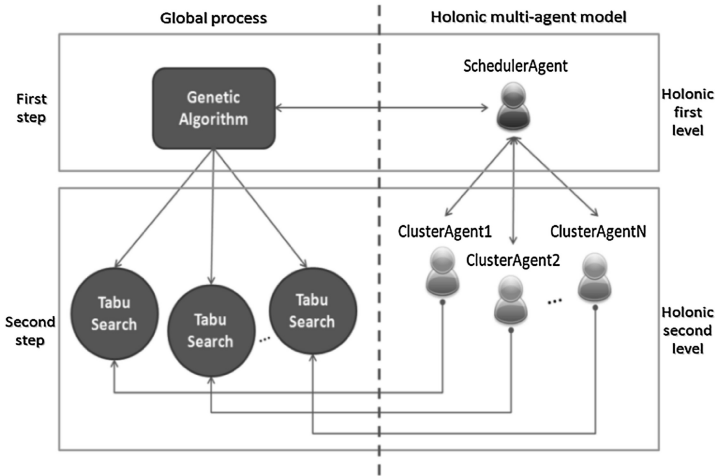 Global process
Holonic multi-agent model
First
step
Genetic
Algorithm
SchedulerAgent
Holonic
first
level
Second
step
Tabu
Search
Tabu
Search
...
Tabu
Search
ClusterAgent1
ClusterAgent2
...
ClusterAgentN
Holonic
second
level